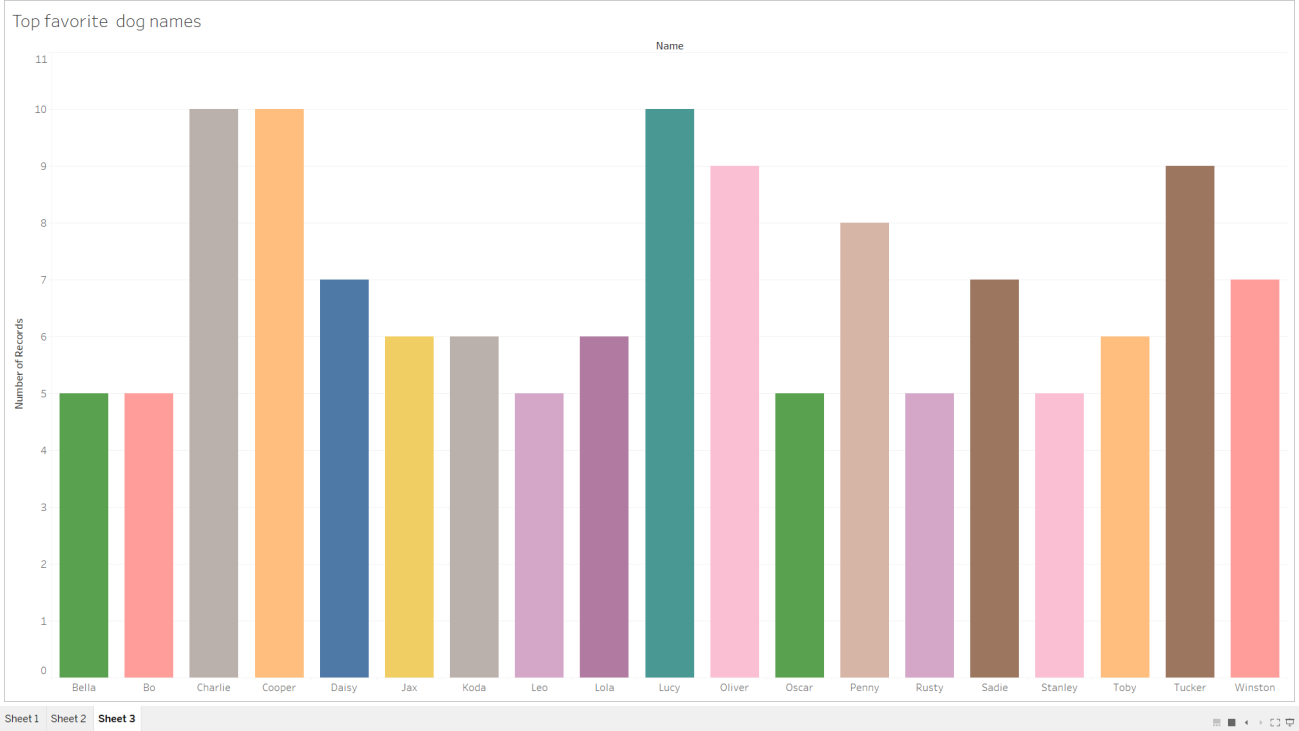 Top favorite  dog names
Name
11
10
9
8
7
6
5
4
3
2
1
0
Number of Records
Bella Bo Charlie Cooper Daisy Jax Koda Leo Lola Lucy Oliver Oscar Penny Rusty Sadie Stanley Toby Tucker Winston
Sheet 1 Sheet 2 Sheet 3